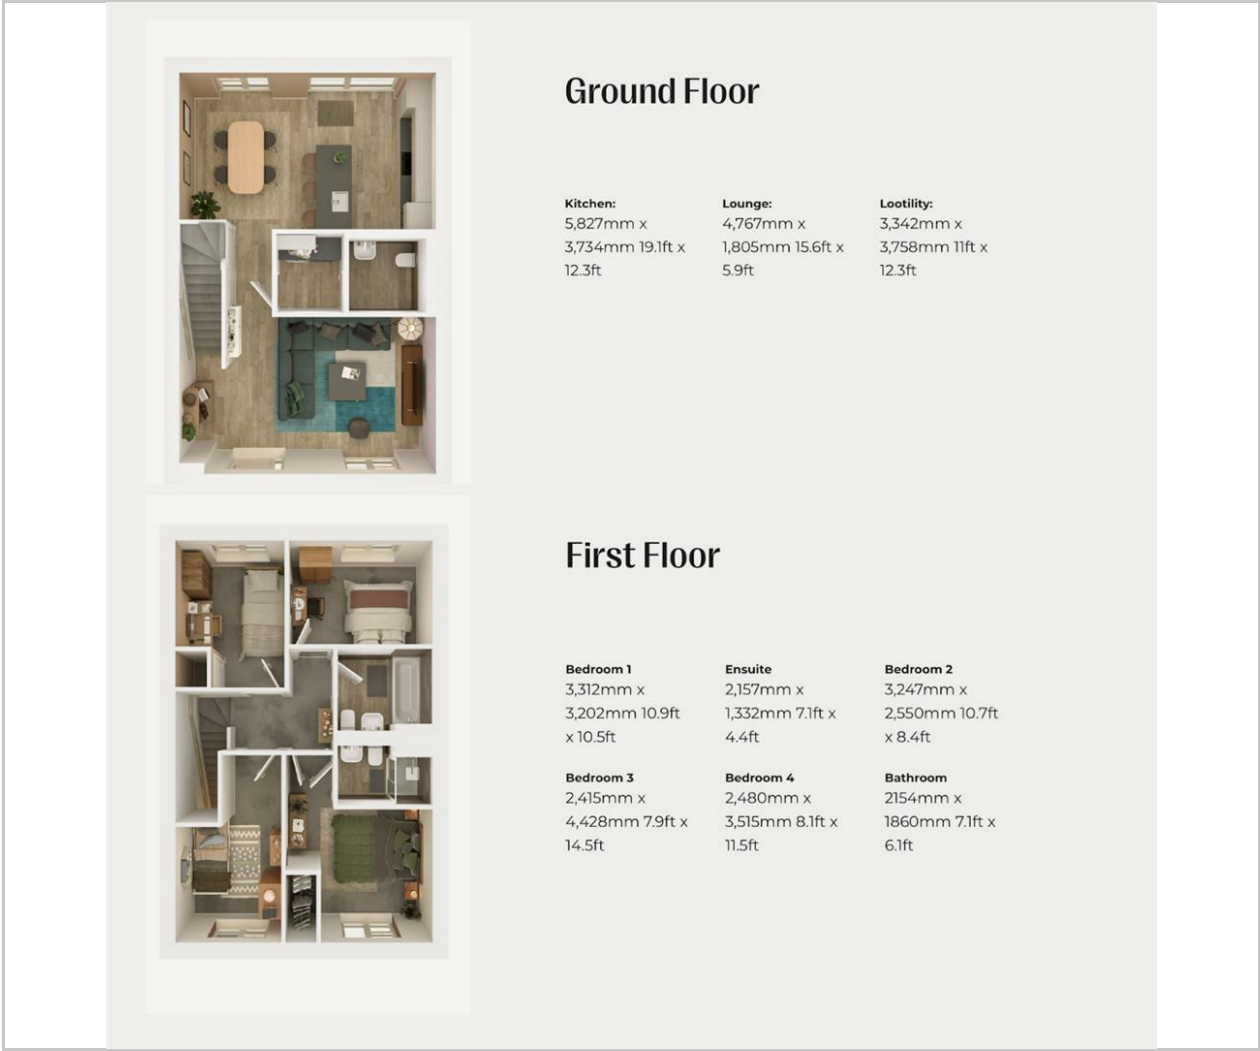 Ground Floor
Kitchen:
5,827mm x
3,734mm 19.1ft x
12.3ft
Lounge:
4,767mm x
1,805mm 15.6ft x
5.9ft
Lootility:
3,342mm x
3,758mm 11ft x
12.3ft
First Floor
Bedroom 1
3,312mm x
3,202mm 10.9ft
x 10.5ft
Ensuite
2,157mm x
1,332mm 7.1ft x
4.4ft
Bedroom 2
3,247mm x
2,550mm 10.7ft
x 8.4ft
Bedroom 3
2,415mm x
4,428mm 7.9ft x
14.5ft
Bedroom 4
2,480mm x
3,515mm 8.1ft x
11.5ft
Bathroom
2154mm x
1860mm 7.1ft x
6.1ft